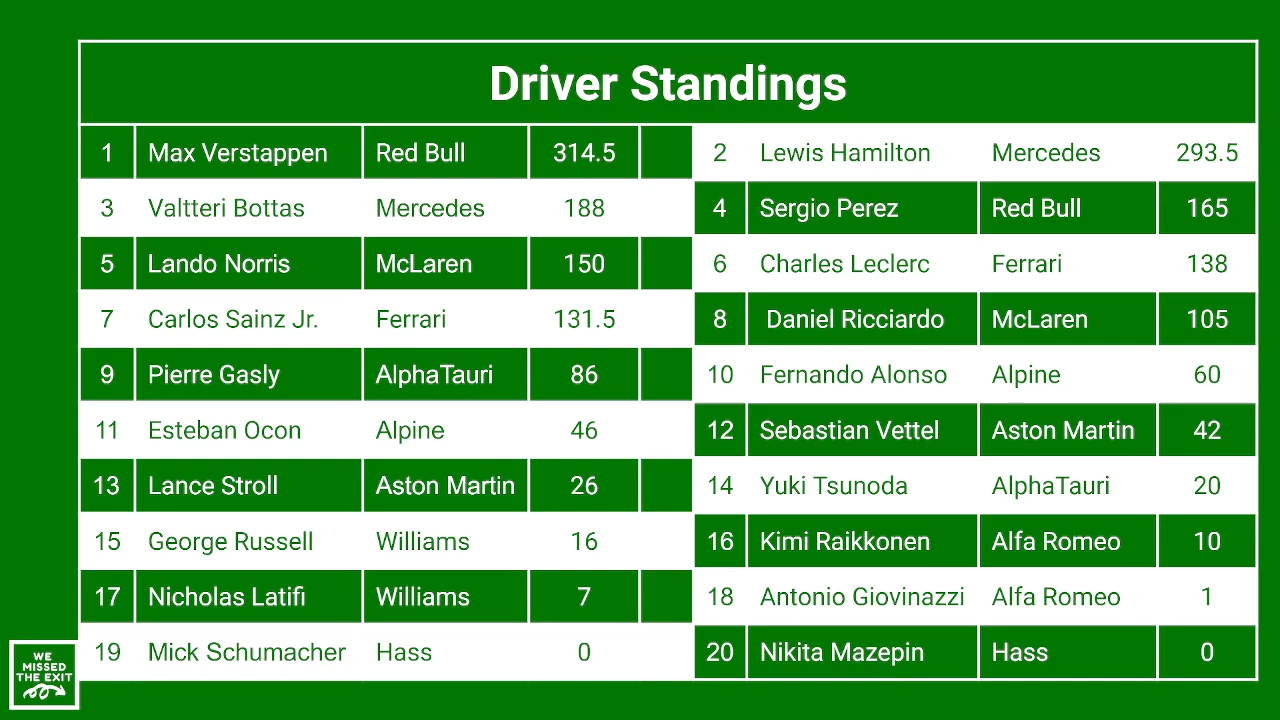 Driver Standings
1 Max Verstappen Red Bull 314.5 2 Lewis Hamilton Mercedes 293.5
3 Valtteri Bottas Mercedes 188 4 Sergio Perez Red Bull 165
5 Lando Norris McLaren 150 6 Charles Leclerc Ferrari 138
7 Carlos Sainz Jr. Ferrari 131.5 8 Daniel Ricciardo McLaren 105
9 Pierre Gasly AlphaTauri 86 10 Fernando Alonso Alpine 60
11 Esteban Ocon Alpine 46 12 Sebastian Vettel Aston Martin 42
13 Lance Stroll Aston Martin 26 14 Yuki Tsunoda AlphaTauri 20
15 George Russell Williams 16 16 Kimi Raikkonen Alfa Romeo 10
17 Nicholas Latifi Williams 7 18 Antonio Giovinazzi Alfa Romeo 1
19 Mick Schumacher Hass 0 20 Nikita Mazepin Hass 0
WE
MISSED
THE EXIT